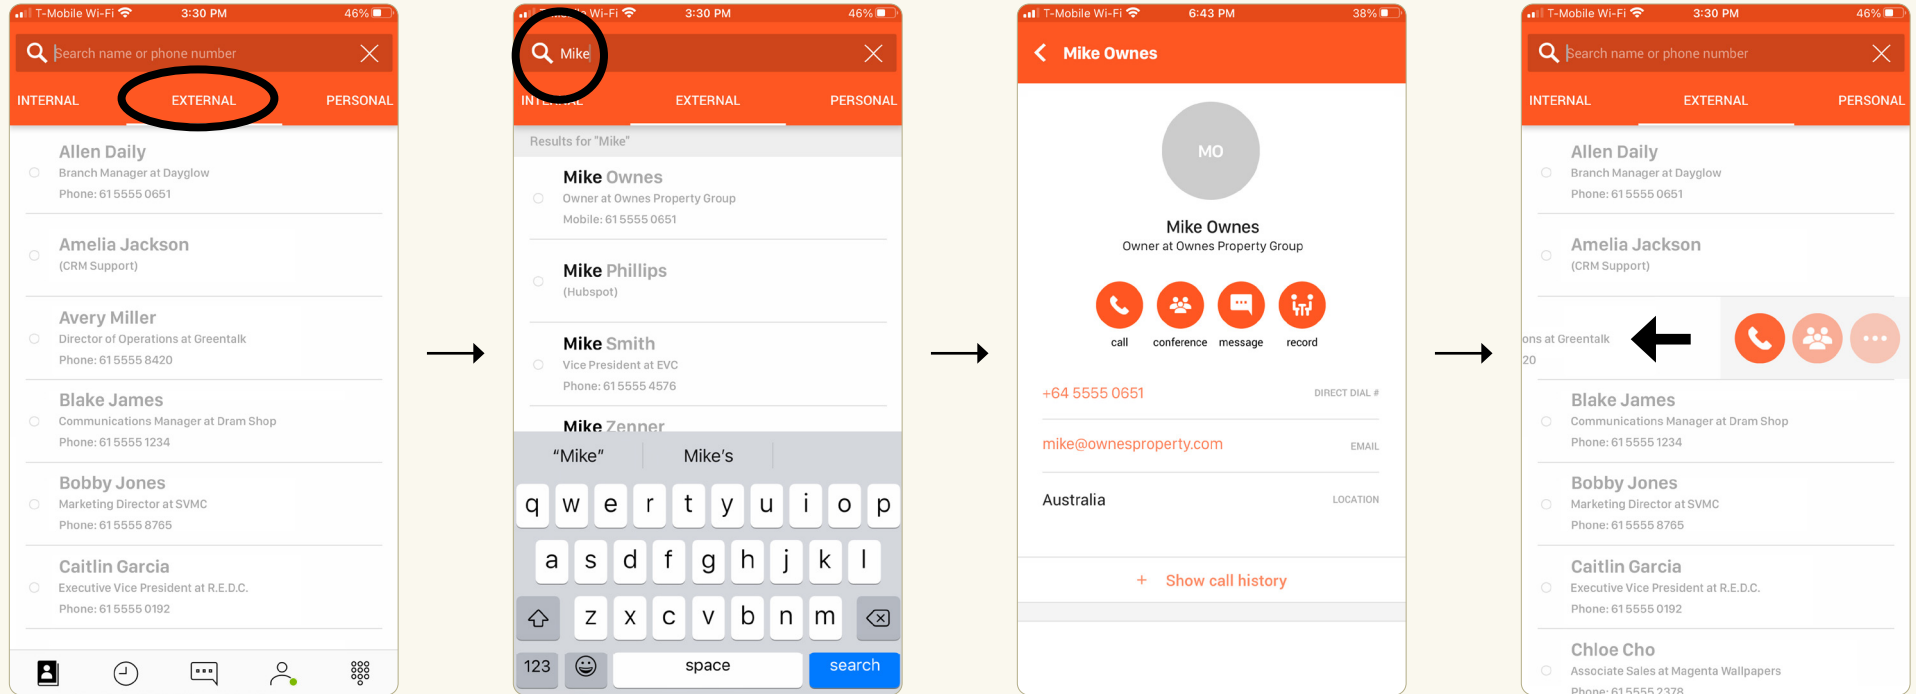 T-Mobile Wi-Fi 3:30 PM 46%
Search name or phone number
INTERNAL EXTERNAL PERSONAL
Allen Daily
Branch Manager at Dayglow
Phone: 61 5555 0651
Amelia Jackson
(CRM Support)
Avery Miller
Director of Operations at Greentalk
Phone: 61 5555 8420
Blake James
Communications Manager at Dram Shop
Phone: 61 5555 1234
Bobby Jones
Marketing Director at SVMC
Phone: 61 5555 8765
Caitlin Garcia
Executive Vice President at R.E.D.C.
Phone: 61 5555 0192
T-Mobile Wi-Fi 3:30 PM 46%
Mike
INTERNAL EXTERNAL PERSONAL
Results for "Mike"
Mike Ownes
Owner at Ownes Property Group
Mobile: 61 5555 0651
Mike Phillips
(Hubspot)
Mike Smith
Vice President at EVC
Phone: 61 5555 4576
Mike Zenner
“Mike” Mike's
q w e r t y u i o p
a s d f g h j k l
z x c v b n m
123 space search
T-Mobile Wi-Fi 6:43 PM 38%
Mike Ownes
MO
Mike Ownes
Owner at Ownes Property Group
call conference message record
+64 5555 0651 DIRECT DIAL #
mike@ownesproperty.com EMAIL
Australia LOCATION
+ Show call history
T-Mobile Wi-Fi 3:30 PM 46%
Search name or phone number
INTERNAL EXTERNAL PERSONAL
Allen Daily
Branch Manager at Dayglow
Phone: 61 5555 0651
Amelia Jackson
(CRM Support)
ons at Greentalk
20
Blake James
Communications Manager at Dram Shop
Phone: 61 5555 1234
Bobby Jones
Marketing Director at SVMC
Phone: 61 5555 8765
Caitlin Garcia
Executive Vice President at R.E.D.C.
Phone: 61 5555 0192
Chloe Cho
Associate Sales at Magenta Wallpapers
Phone: 61 5555 2378